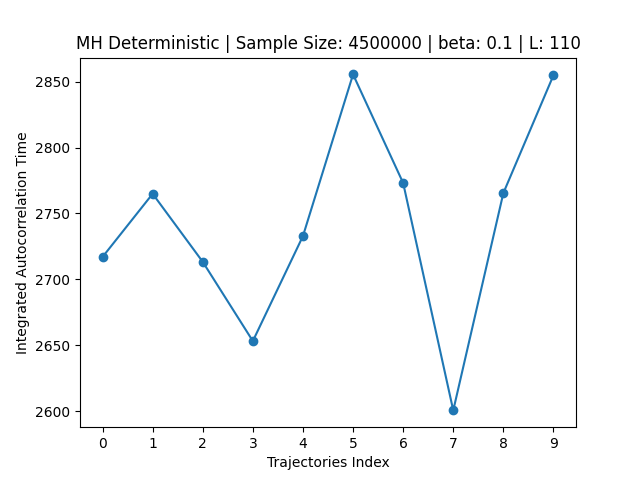 MH Deterministic | Sample Size: 4500000 | beta: 0.1 | L: 110
Integrated Autocorrelation Time
2850
2800
2750
2700
2650
2600
0 1 2 3 4 5 6 7 8 9
Trajectories Index